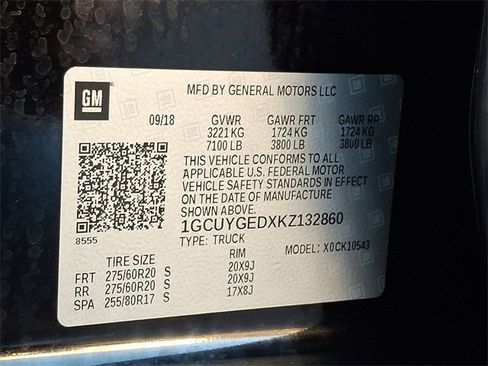 GM
MFD BY GENERAL MOTORS LLC
09/18 GVWR GAWR FRT GAWR RR
3221 KG 1724 KG 1724 KG
7100 LB 3800 LB 3800 LB
THIS VEHICLE CONFORMS TO ALL
APPLICABLE U.S. FEDERAL MOTOR
VEHICLE SAFETY STANDARDS IN EFFECT
ON THE DATE OF MANUFACTURE
SHOWN ABOVE.
8555 1GCUYGEDXKZ132860
TYPE: TRUCK X0CK10543
TIRE SIZE RIM
FRT 275/60R20 S 20X9J
RR 275/60R20 S 20X9J
SPA 255/80R17 S 17X8J